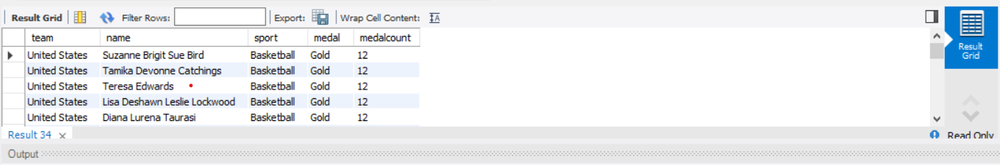 Result Grid Filter Rows: Export: Wrap Cell Content: IA
team name sport medal medalcount
United States Suzanne Brigit Sue Bird Basketball Gold 12
United States Tamika Devonne Catchings Basketball Gold 12
United States Teresa Edwards Basketball Gold 12
United States Lisa Deshawn Leslie Lockwood Basketball Gold 12
United States Diana Lurena Taurasi Basketball Gold 12
Result
Grid
Result 34 Read Only
Output